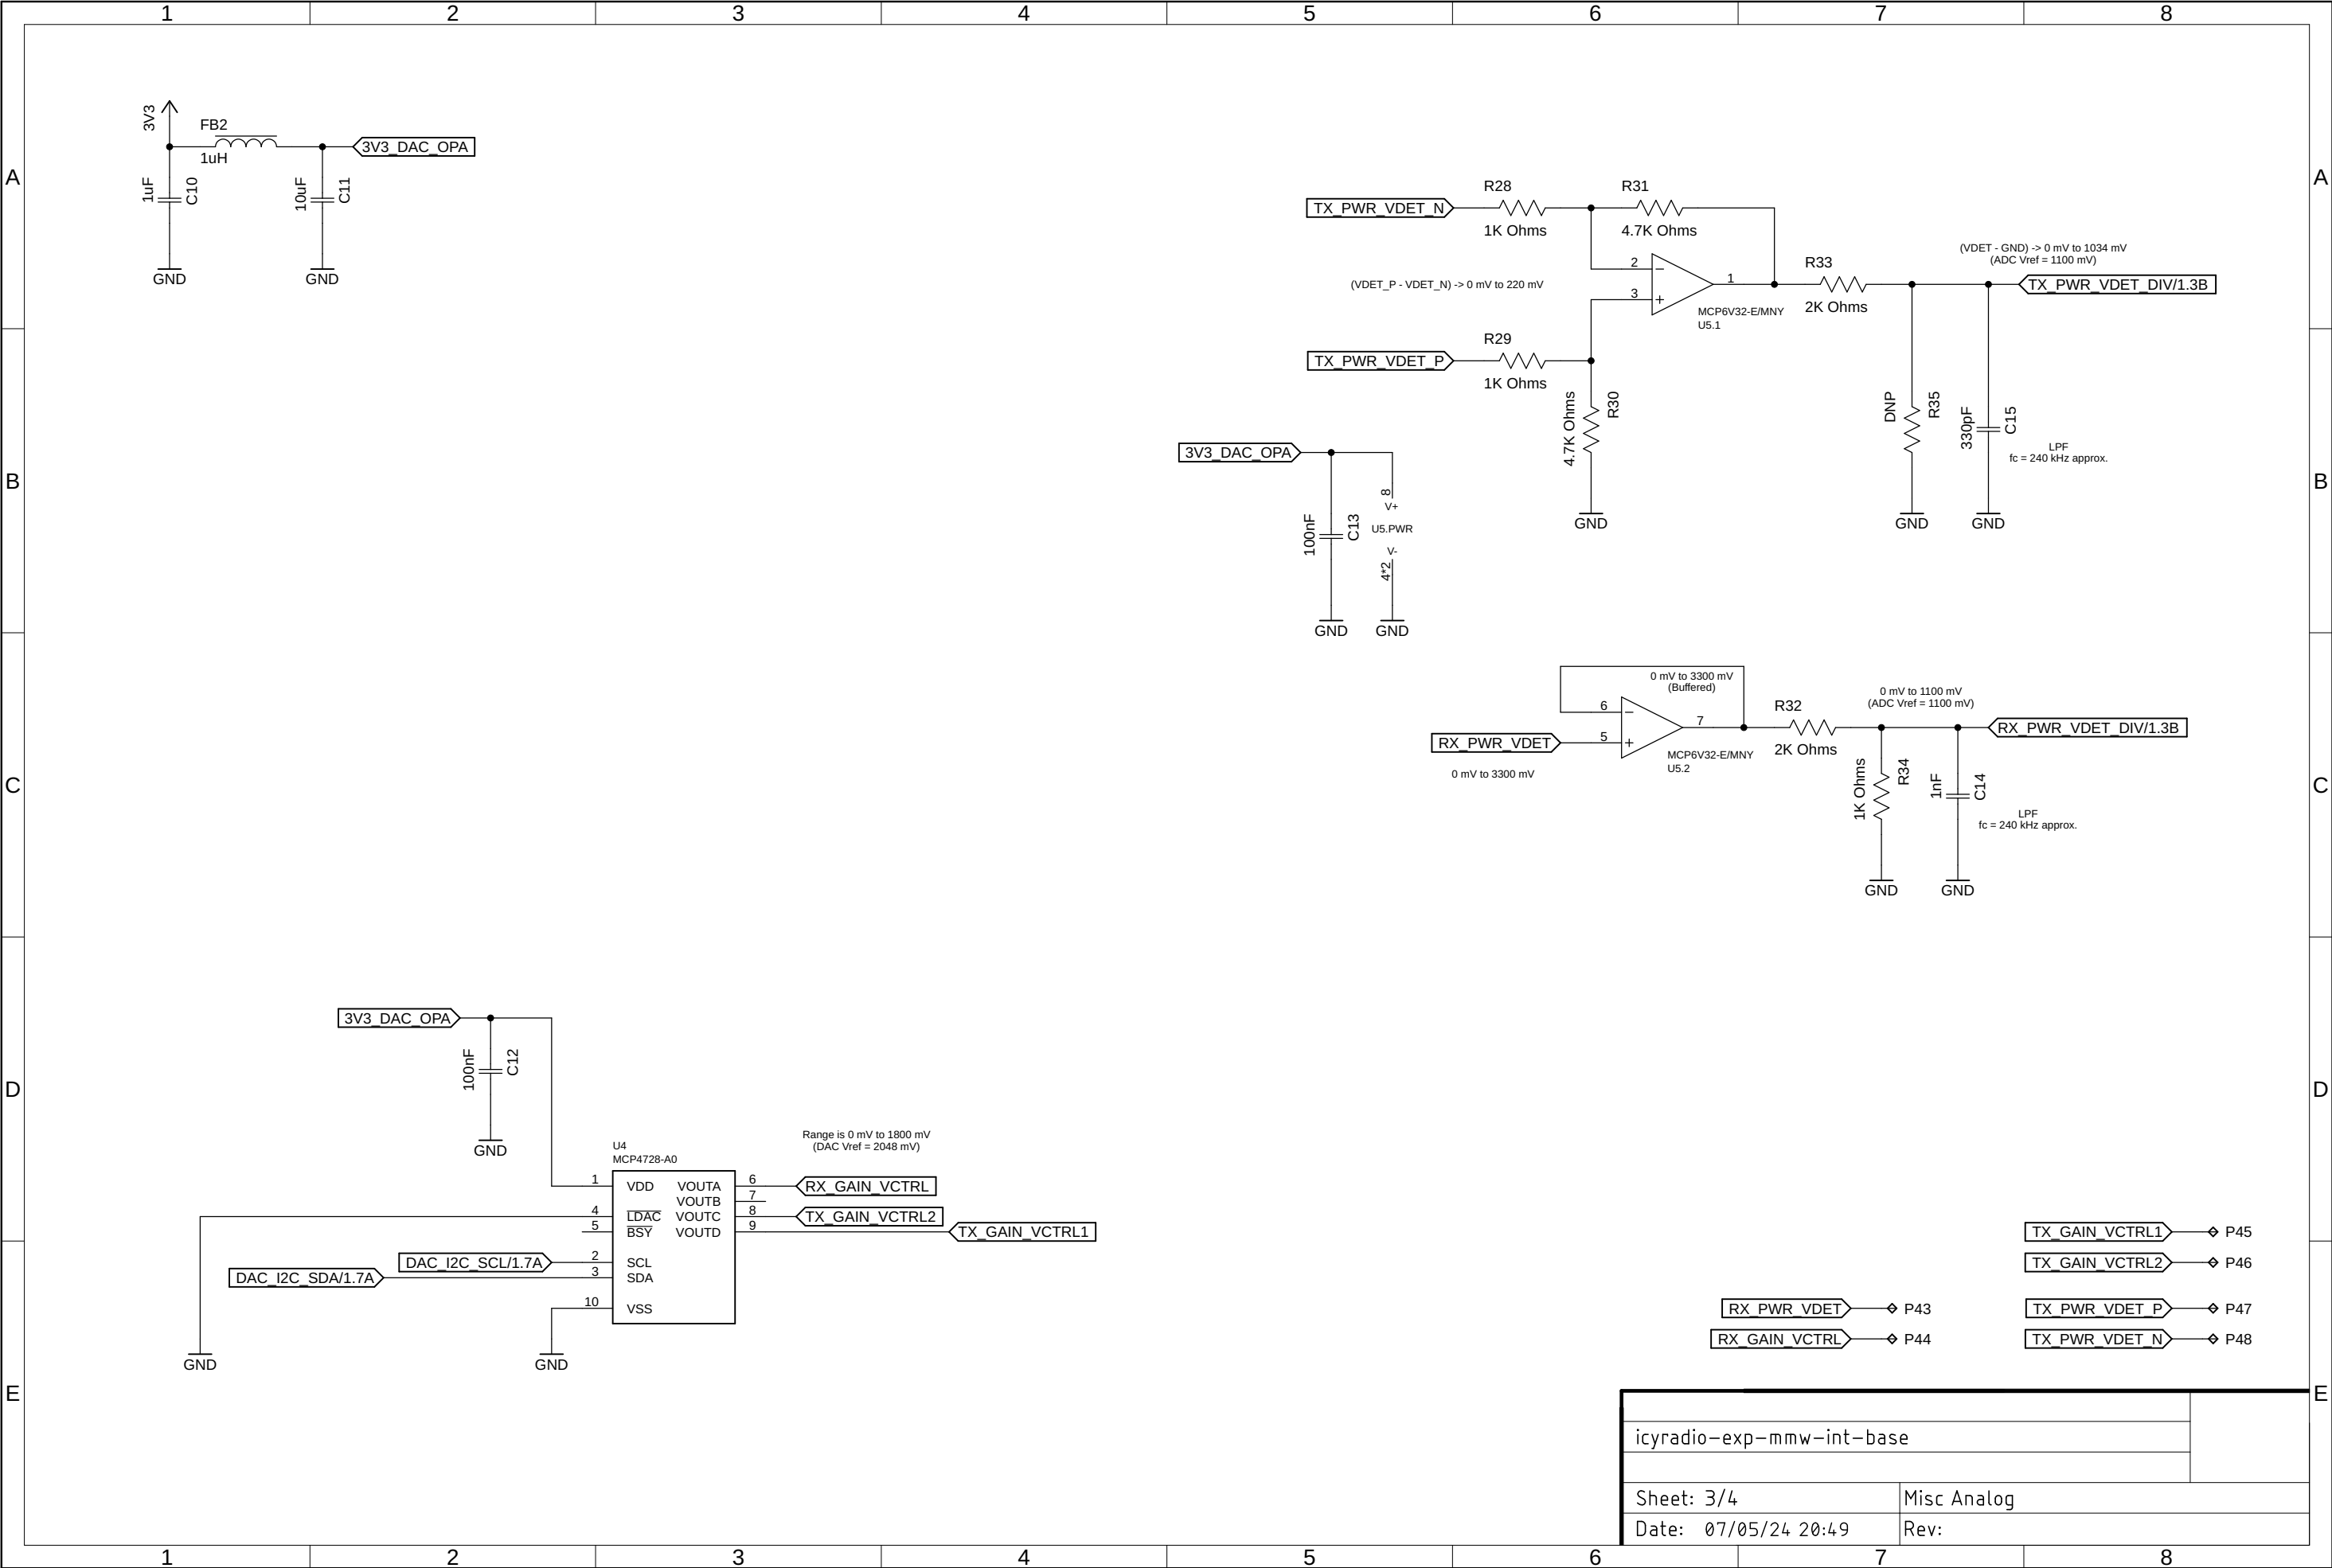 1 2 3 4 5 6 7 8
A A
B B
C C
D D
E E
3V3
FB2
1uH
3V3_DAC_OPA
1uF
C10
10uF
C11
GND
GND
TX_PWR_VDET_N
R28
1K Ohms
R31
4.7K Ohms
(VDET_P - VDET_N) -> 0 mV to 220 mV
2
3
1
MCP6V32-E/MNY
U5.1
R33
2K Ohms
(VDET - GND) -> 0 mV to 1034 mV
(ADC Vref = 1100 mV)
TX_PWR_VDET_DIV/1.3B
TX_PWR_VDET_P
R29
1K Ohms
4.7K Ohms
R30
GND
DNP
R35
GND
330pF
C15
GND
LPF
fc = 240 kHz approx.
3V3_DAC_OPA
100nF
C13
GND
8
V+
U5.PWR
V-
4*2
GND
0 mV to 3300 mV
(Buffered)
6
5
7
RX_PWR_VDET
0 mV to 3300 mV
MCP6V32-E/MNY
U5.2
R32
2K Ohms
0 mV to 1100 mV
(ADC Vref = 1100 mV)
RX_PWR_VDET_DIV/1.3B
1K Ohms
R34
GND
1nF
C14
GND
LPF
fc = 240 kHz approx.
3V3_DAC_OPA
100nF
C12
GND
U4
MCP4728-A0
Range is 0 mV to 1800 mV
(DAC Vref = 2048 mV)
1 VDD VOUTA 6 RX_GAIN_VCTRL
VOUTB 7
4 LDAC VOUTC 8 TX_GAIN_VCTRL2
5 BSY VOUTD 9 TX_GAIN_VCTRL1
DAC_I2C_SCL/1.7A 2 SCL
DAC_I2C_SDA/1.7A 3 SDA
10 VSS
GND
GND
TX_GAIN_VCTRL1 P45
TX_GAIN_VCTRL2 P46
RX_PWR_VDET P43
TX_PWR_VDET_P P47
RX_GAIN_VCTRL P44
TX_PWR_VDET_N P48
icyradio-exp-mmw-int-base
Sheet: 3/4
Misc Analog
Date: 07/05/24 20:49
Rev:
1 2 3 4 5 6 7 8